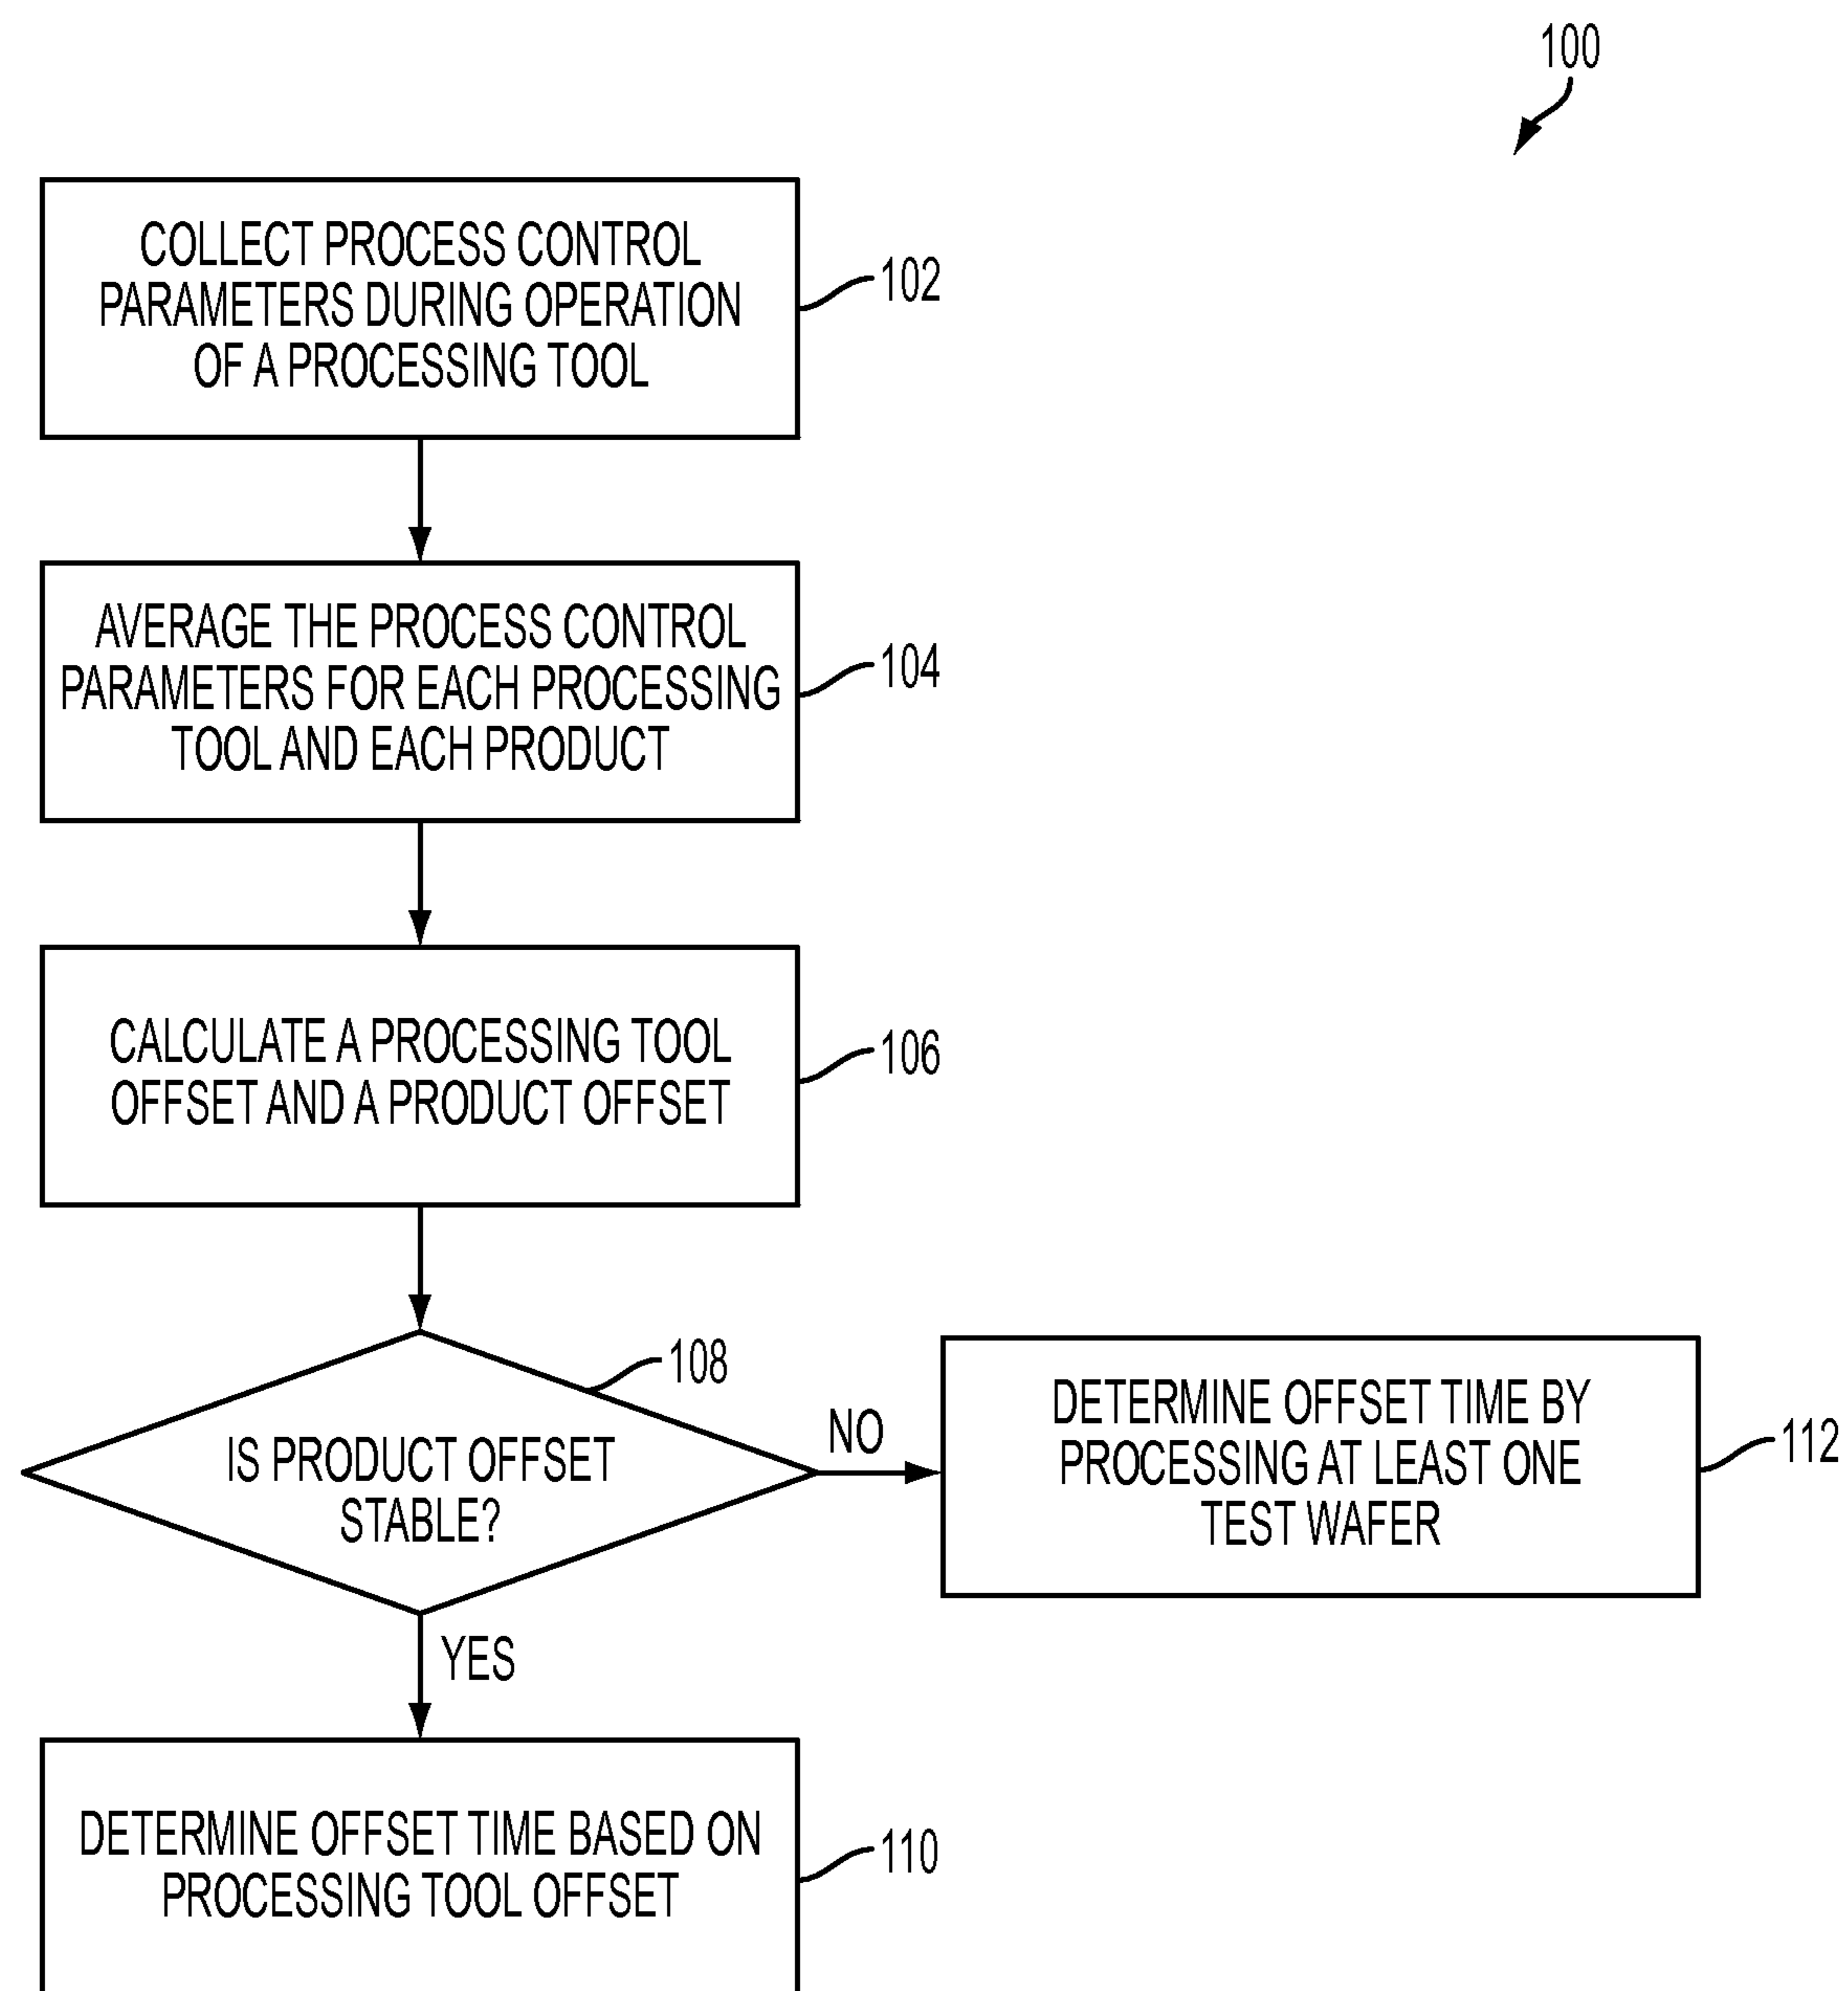 100
COLLECT PROCESS CONTROL
PARAMETERS DURING OPERATION
OF A PROCESSING TOOL
102
AVERAGE THE PROCESS CONTROL
PARAMETERS FOR EACH PROCESSING
TOOL AND EACH PRODUCT
104
CALCULATE A PROCESSING TOOL
OFFSET AND A PRODUCT OFFSET
106
108
IS PRODUCT OFFSET
STABLE?
NO
DETERMINE OFFSET TIME BY
PROCESSING AT LEAST ONE
TEST WAFER
112
YES
DETERMINE OFFSET TIME BASED ON
PROCESSING TOOL OFFSET
110